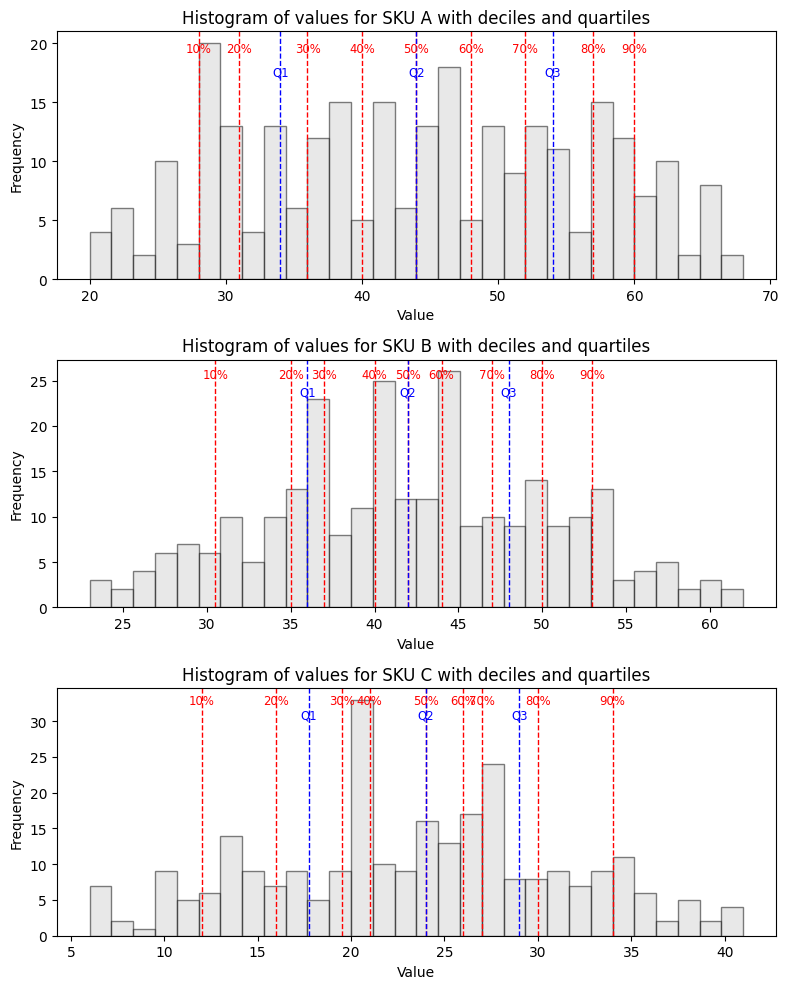 Histogram of values for SKU A with deciles and quartiles
20
10% 20% 30% 40% 50% 60% 70% 80% 90%
Q1 Q2 Q3
15
10
5
0
Frequency
20 30 40 50 60 70
Value
Histogram of values for SKU B with deciles and quartiles
25
10% 20% 30% 40% 50% 60% 70% 80% 90%
Q1 Q2 Q3
20
15
10
5
0
Frequency
25 30 35 40 45 50 55 60
Value
Histogram of values for SKU C with deciles and quartiles
10% 20% 30% 40% 50% 60% 70% 80% 90%
Q1 Q2 Q3
30
25
20
15
10
5
0
Frequency
5 10 15 20 25 30 35 40
Value